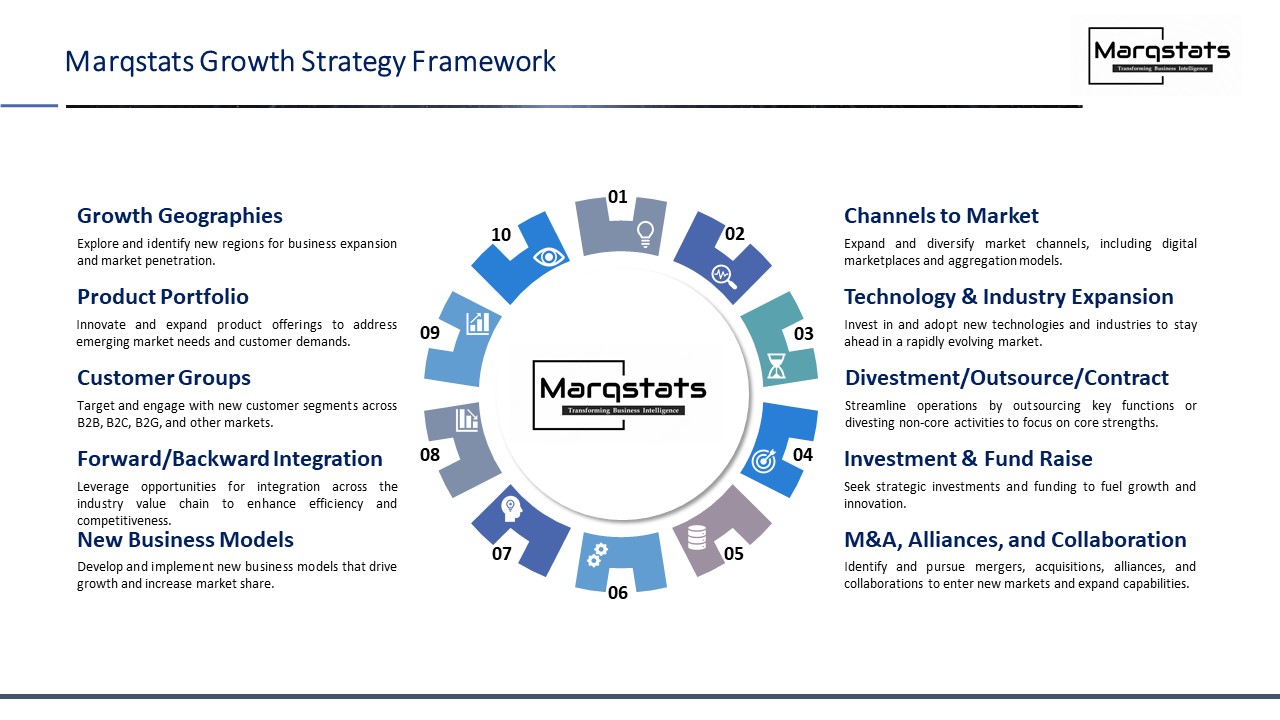 Marqstats Growth Strategy Framework
Marqstats
Transforming Business Intelligence
Growth Geographies
Explore and identify new regions for business expansion
and market penetration.
Product Portfolio
Innovate and expand product offerings to address
emerging market needs and customer demands.
Customer Groups
Target and engage with new customer segments across
B2B, B2C, B2G, and other markets.
Forward/Backward Integration
Leverage opportunities for integration across the
industry value chain to enhance efficiency and
competitiveness.
New Business Models
Develop and implement new business models that drive
growth and increase market share.
01
02
03
04
05
06
07
08
09
10
Marqstats
Transforming Business Intelligence
Channels to Market
Expand and diversify market channels, including digital
marketplaces and aggregation models.
Technology & Industry Expansion
Invest in and adopt new technologies and industries to stay
ahead in a rapidly evolving market.
Divestment/Outsource/Contract
Streamline operations by outsourcing key functions or
divesting non-core activities to focus on core strengths.
Investment & Fund Raise
Seek strategic investments and funding to fuel growth and
innovation.
M&A, Alliances, and Collaboration
Identify and pursue mergers, acquisitions, alliances, and
collaborations to enter new markets and expand capabilities.